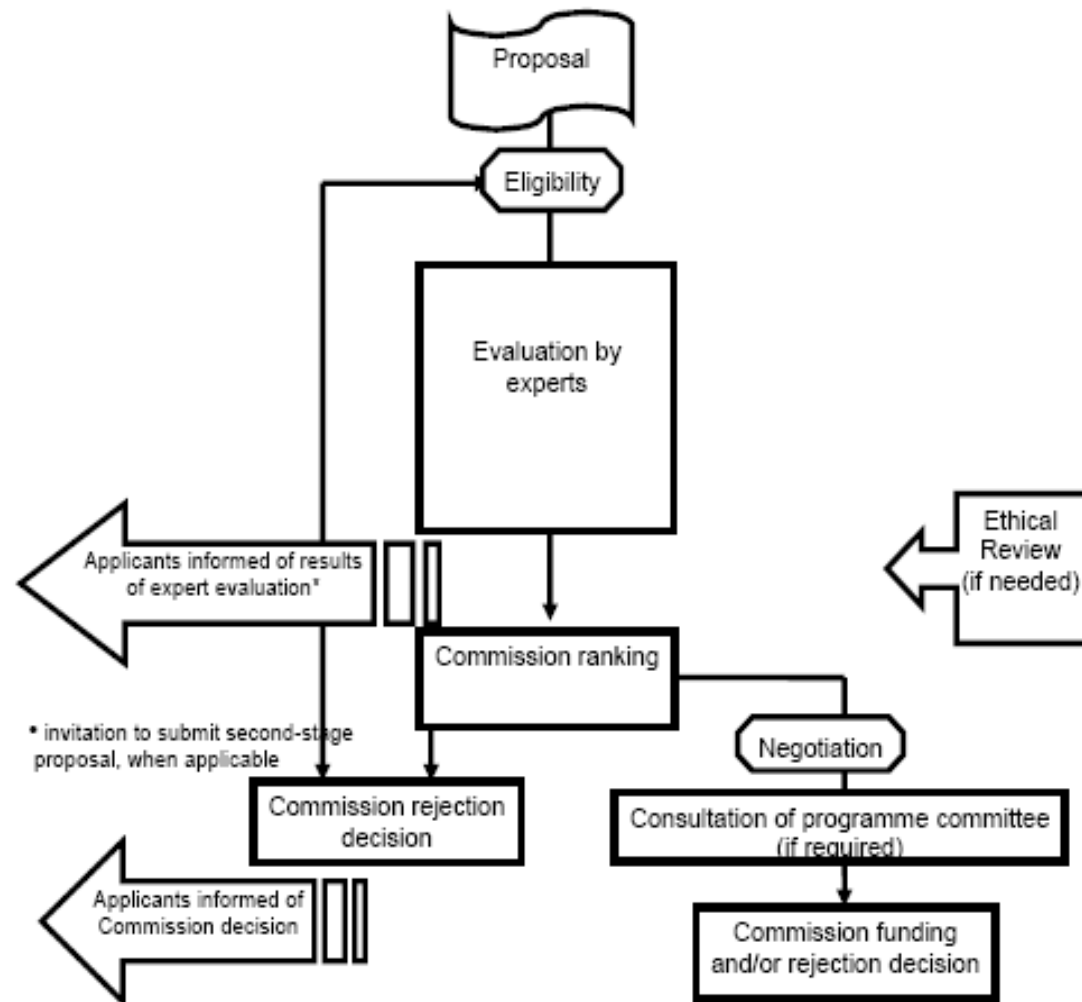 Proposal
Eligibility
Evaluation by
experts
Ethical
Review
(if needed)
Applicants informed of results
of expert evaluation*
Commission ranking
* invitation to submit second-stage
proposal, when applicable
Negotiation
Commission rejection
decision
Consultation of programme committee
(if required)
Applicants informed of
Commission decision
Commission funding
and/or rejection decision